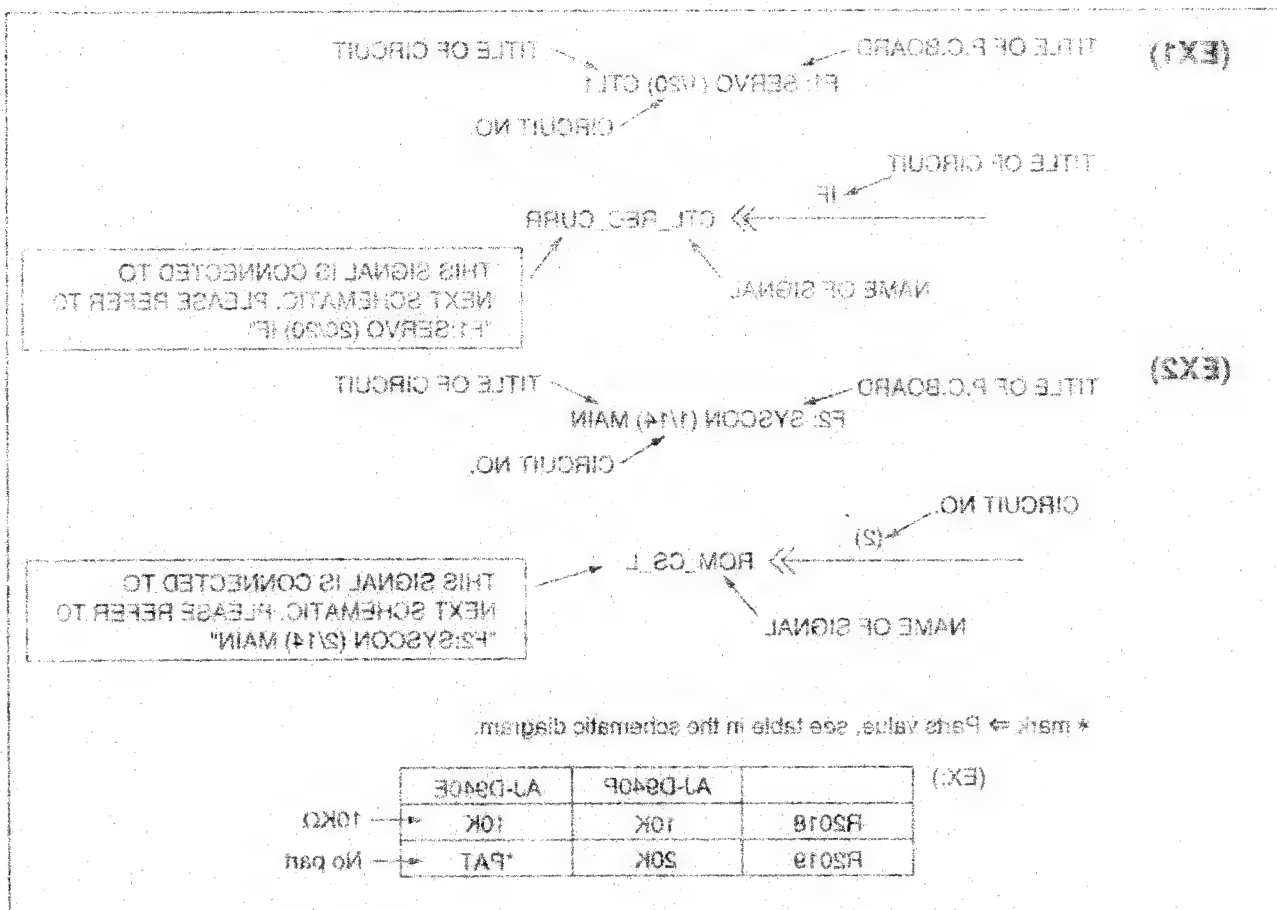 (EX1)
TITLE OF P.C.BOARD
TITLE OF CIRCUIT
F1: SERVO (1/20) CTL1
CIRCUIT NO.
TITLE OF CIRCUIT
IF
CTL_REC_CURR
NAME OF SIGNAL
THIS SIGNAL IS CONNECTED TO
NEXT SCHEMATIC. PLEASE REFER TO
"F1:SERVO (20/20) IF"
(EX2)
TITLE OF P.C.BOARD
TITLE OF CIRCUIT
F2: SYSCON (1/14) MAIN
CIRCUIT NO.
CIRCUIT NO.
(2)
ROM_CS_L
NAME OF SIGNAL
THIS SIGNAL IS CONNECTED TO
NEXT SCHEMATIC. PLEASE REFER TO
"F2:SYSCON (2/14) MAIN"
* mark ⇒ Parts value, see table in the schematic diagram.
(EX:)
AJ-D940P AJ-D940E
R2018 10K 10K ← 10KΩ
R2019 20K *PAT ← No part